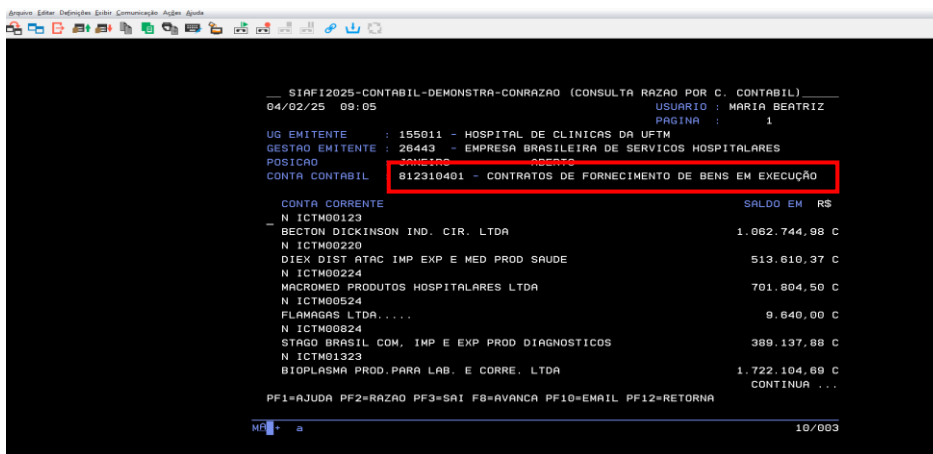 Arquivo Editar Definições Exibir Comunicação Ações Ajuda
__ SIAFI2025-CONTABIL-DEMONSTRA-CONRAZAO (CONSULTA RAZAO POR C. CONTABIL)_____
04/02/25 09:05 USUARIO : MARIA BEATRIZ
PAGINA : 1
UG EMITENTE : 155011 - HOSPITAL DE CLINICAS DA UFTM
GESTAO EMITENTE : 26443 - EMPRESA BRASILEIRA DE SERVICOS HOSPITALARES
POSICAO : JANEIRO ABERTO
CONTA CONTABIL : 812310401 - CONTRATOS DE FORNECIMENTO DE BENS EM EXECUÇÃO
CONTA CORRENTE SALDO EM R$
_ N ICTM00123
BECTON DICKINSON IND. CIR. LTDA 1.062.744,98 C
N ICTM00220
DIEX DIST ATAC IMP EXP E MED PROD SAUDE 513.610,37 C
N ICTM00224
MACROMED PRODUTOS HOSPITALARES LTDA 701.804,50 C
N ICTM00524
FLAMAGAS LTDA..... 9.640,00 C
N ICTM00824
STAGO BRASIL COM, IMP E EXP PROD DIAGNOSTICOS 389.137,88 C
N ICTM01323
BIOPLASMA PROD.PARA LAB. E CORRE. LTDA 1.722.104,69 C
CONTINUA ...
PF1=AJUDA PF2=RAZAO PF3=SAI F8=AVANCA PF10=EMAIL PF12=RETORNA
MA + a 10/003